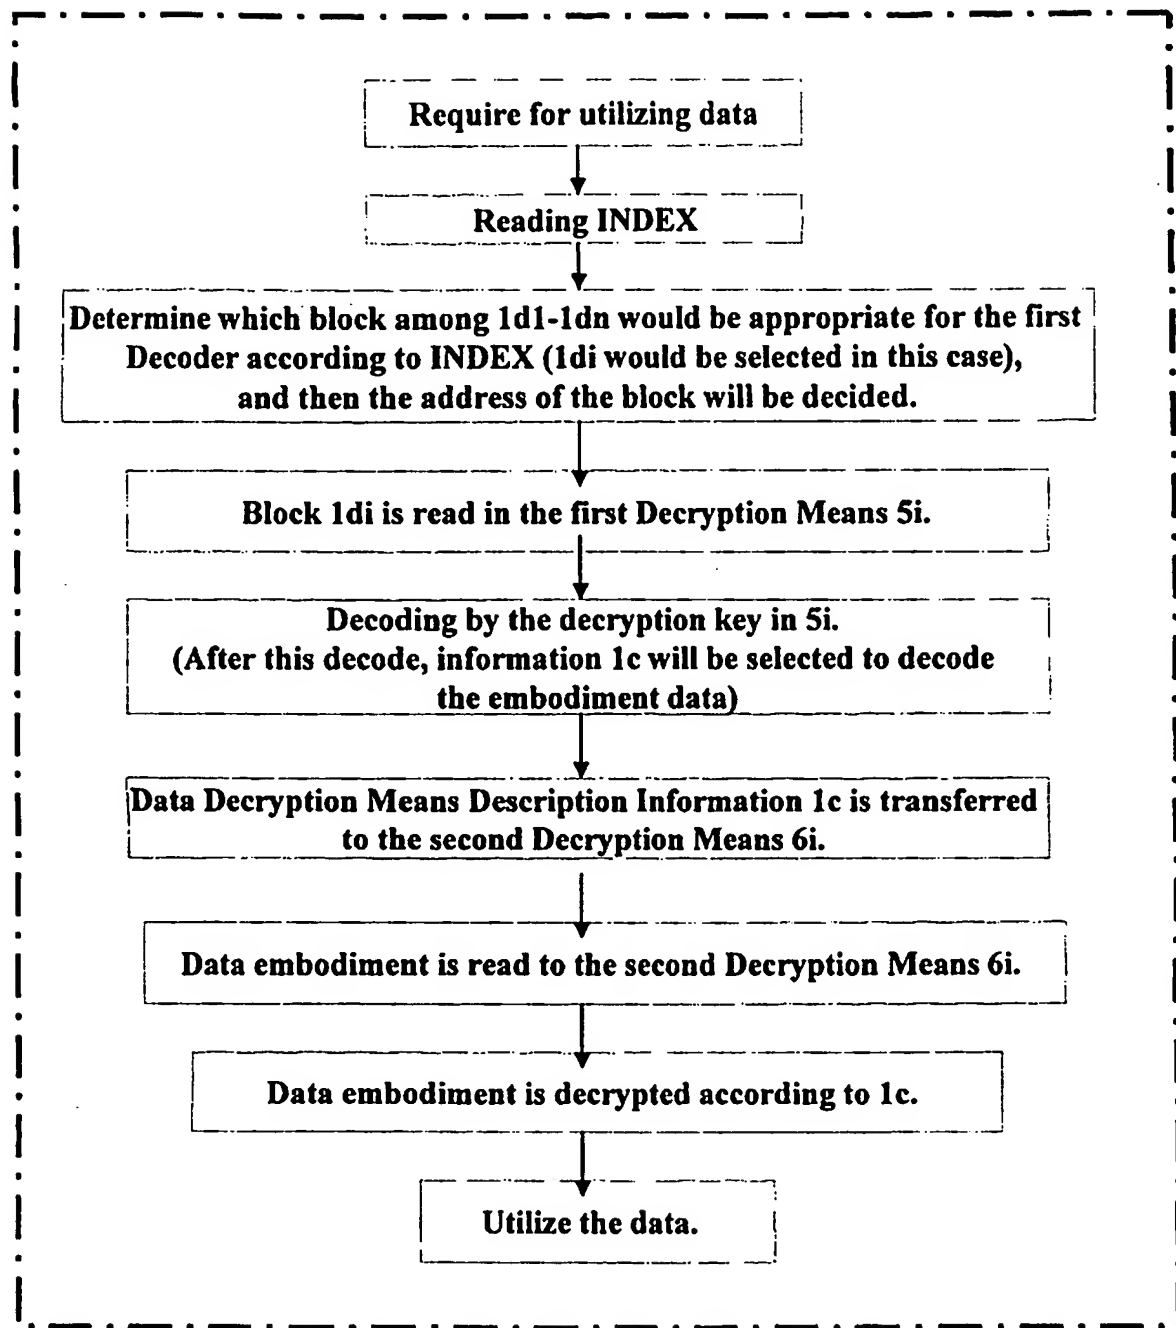 Require for utilizing data
Reading INDEX
Determine which block among 1d1-1dn would be appropriate for the first
Decoder according to INDEX (1di would be selected in this case),
and then the address of the block will be decided.
Block 1di is read in the first Decryption Means 5i.
Decoding by the decryption key in 5i.
(After this decode, information 1c will be selected to decode
the embodiment data)
Data Decryption Means Description Information 1c is transferred
to the second Decryption Means 6i.
Data embodiment is read to the second Decryption Means 6i.
Data embodiment is decrypted according to 1c.
Utilize the data.